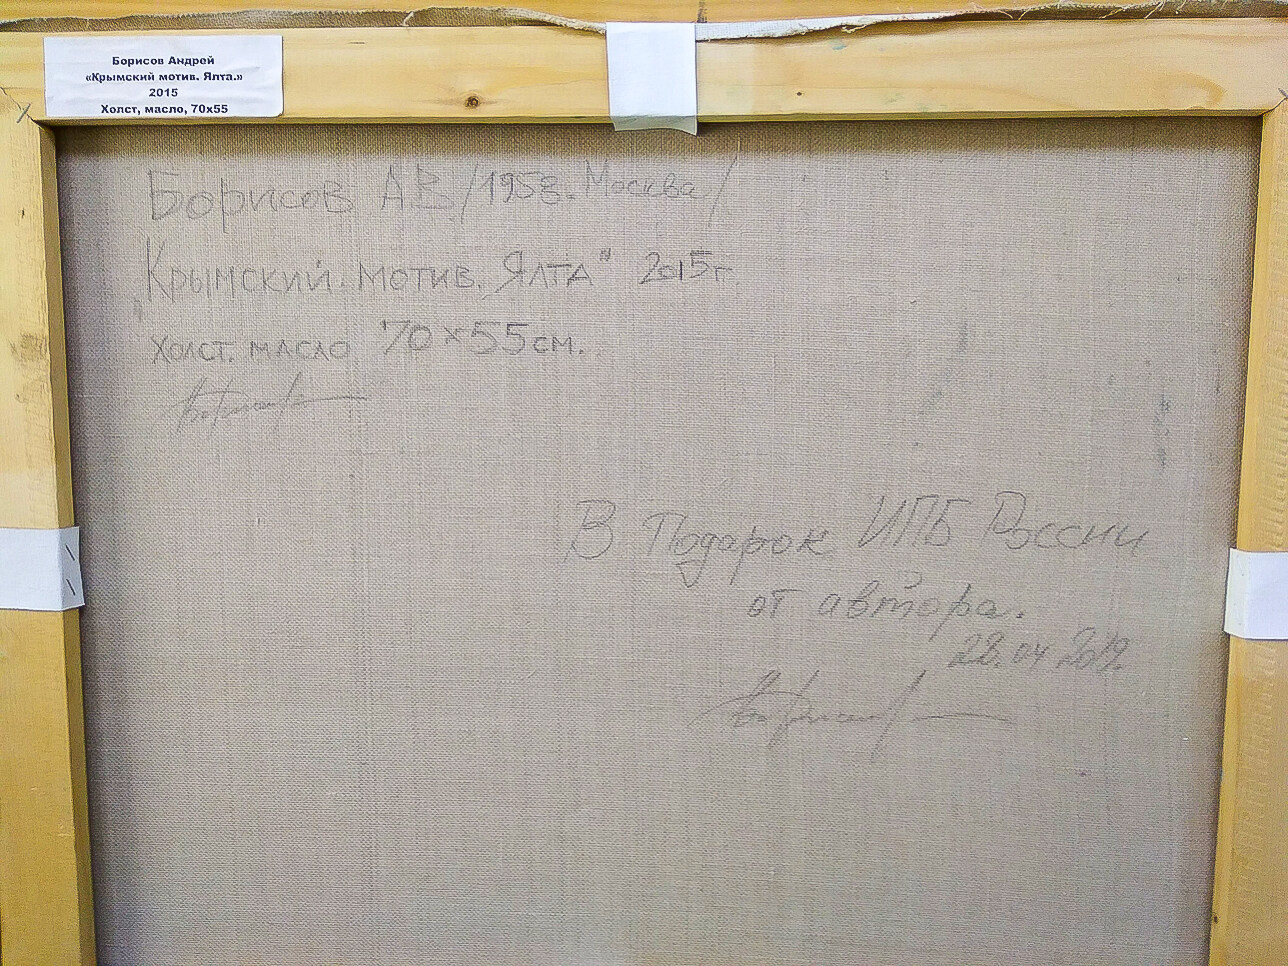 Борисов Андрей
«Крымский мотив. Ялта.»
2015
Холст, масло, 70х55
Борисов А.В. /1958. Москва/
„Крымский мотив. Ялта" 2015г.
холст. масло 70×55см.
В Подарок ИПБ России
от автора.
28.04 2019.